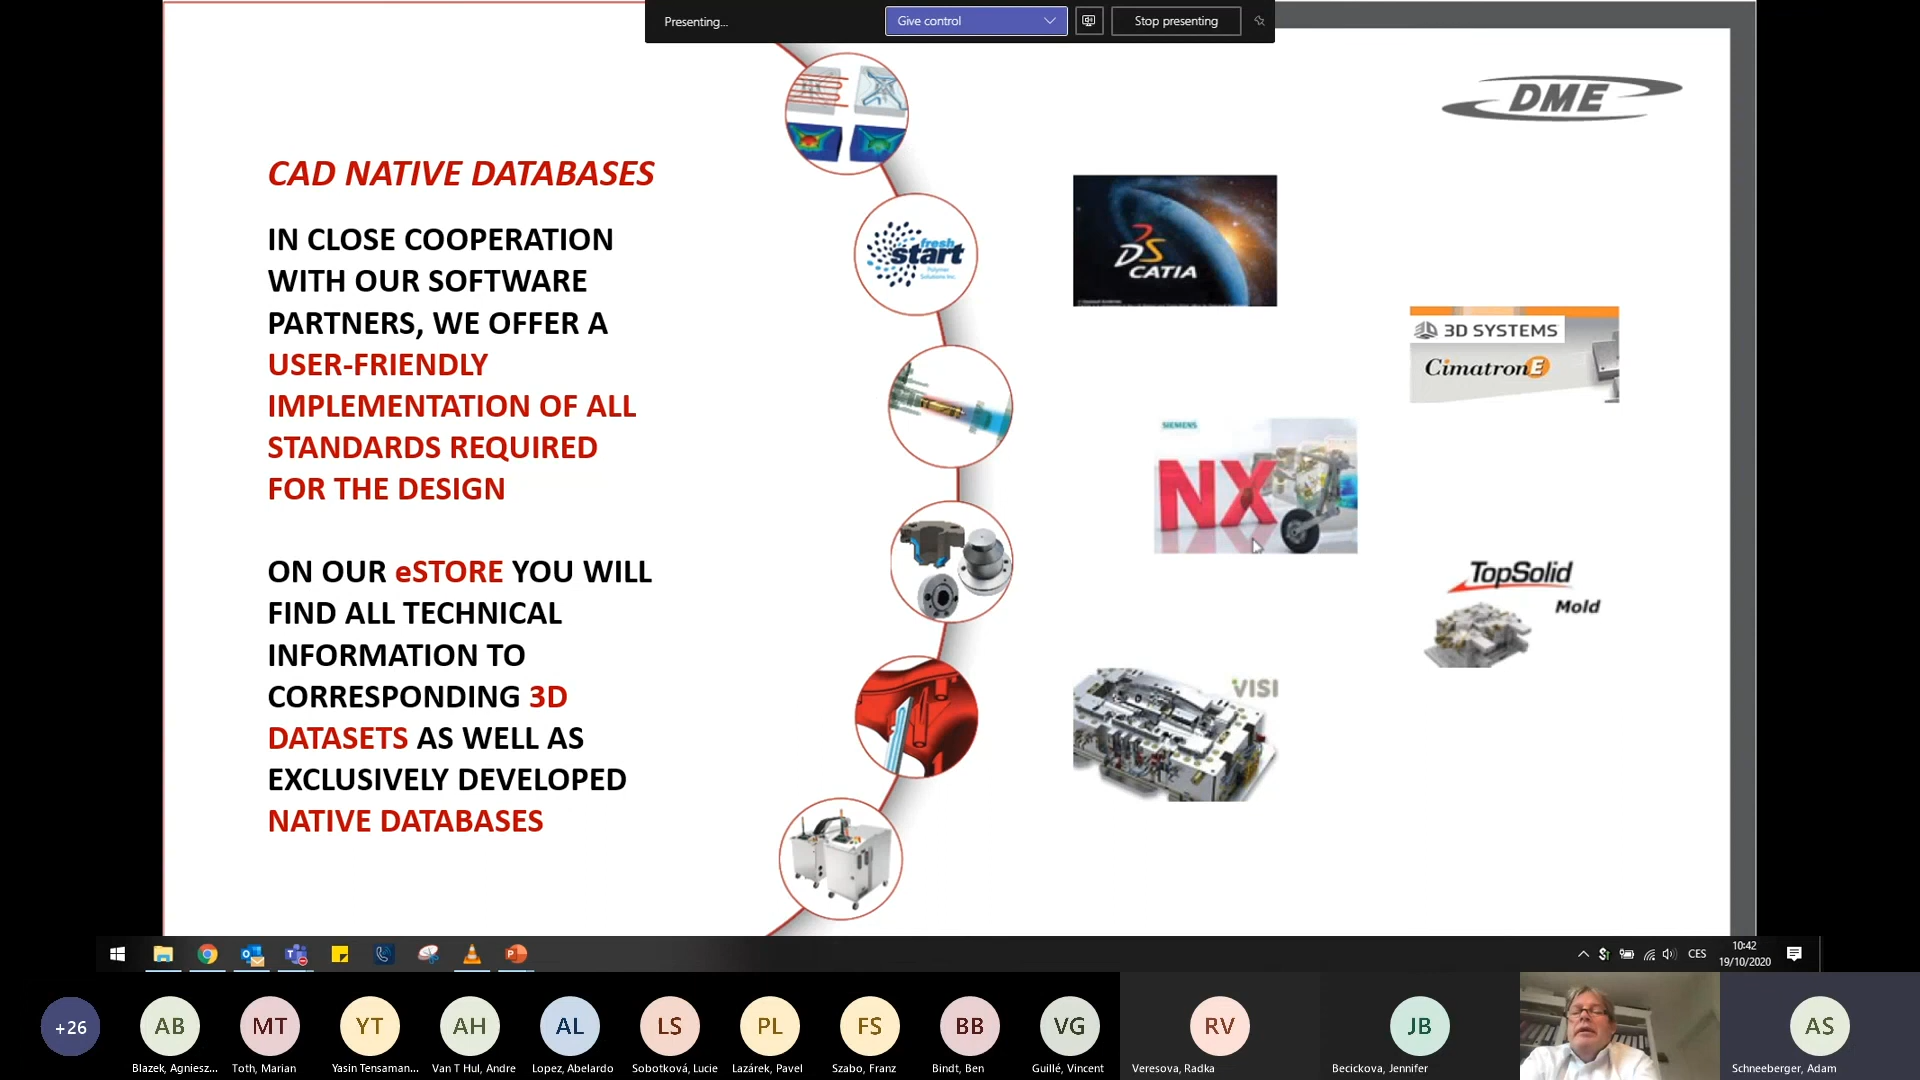 Presenting...
Give control
Stop presenting
DME
CAD NATIVE DATABASES
IN CLOSE COOPERATION
WITH OUR SOFTWARE
PARTNERS, WE OFFER A
USER-FRIENDLY
IMPLEMENTATION OF ALL
STANDARDS REQUIRED
FOR THE DESIGN
ON OUR eSTORE YOU WILL
FIND ALL TECHNICAL
INFORMATION TO
CORRESPONDING 3D
DATASETS AS WELL AS
EXCLUSIVELY DEVELOPED
NATIVE DATABASES
fresh
start
Polymer
Solutions Inc.
DS
CATIA
3D SYSTEMS
CimatronE
SIEMENS
NX
TopSolid
Mold
VISI
CES
10:42
19/10/2020
+26
AB
MT
YT
AH
AL
LS
PL
FS
BB
VG
RV
JB
AS
Blazek, Agniesz...
Toth, Marian
Yasin Tensaman...
Van T Hul, Andre
Lopez, Abelardo
Sobotková, Lucie
Lazárek, Pavel
Szabo, Franz
Bindt, Ben
Guillé, Vincent
Veresova, Radka
Becickova, Jennifer
Schneeberger, Adam